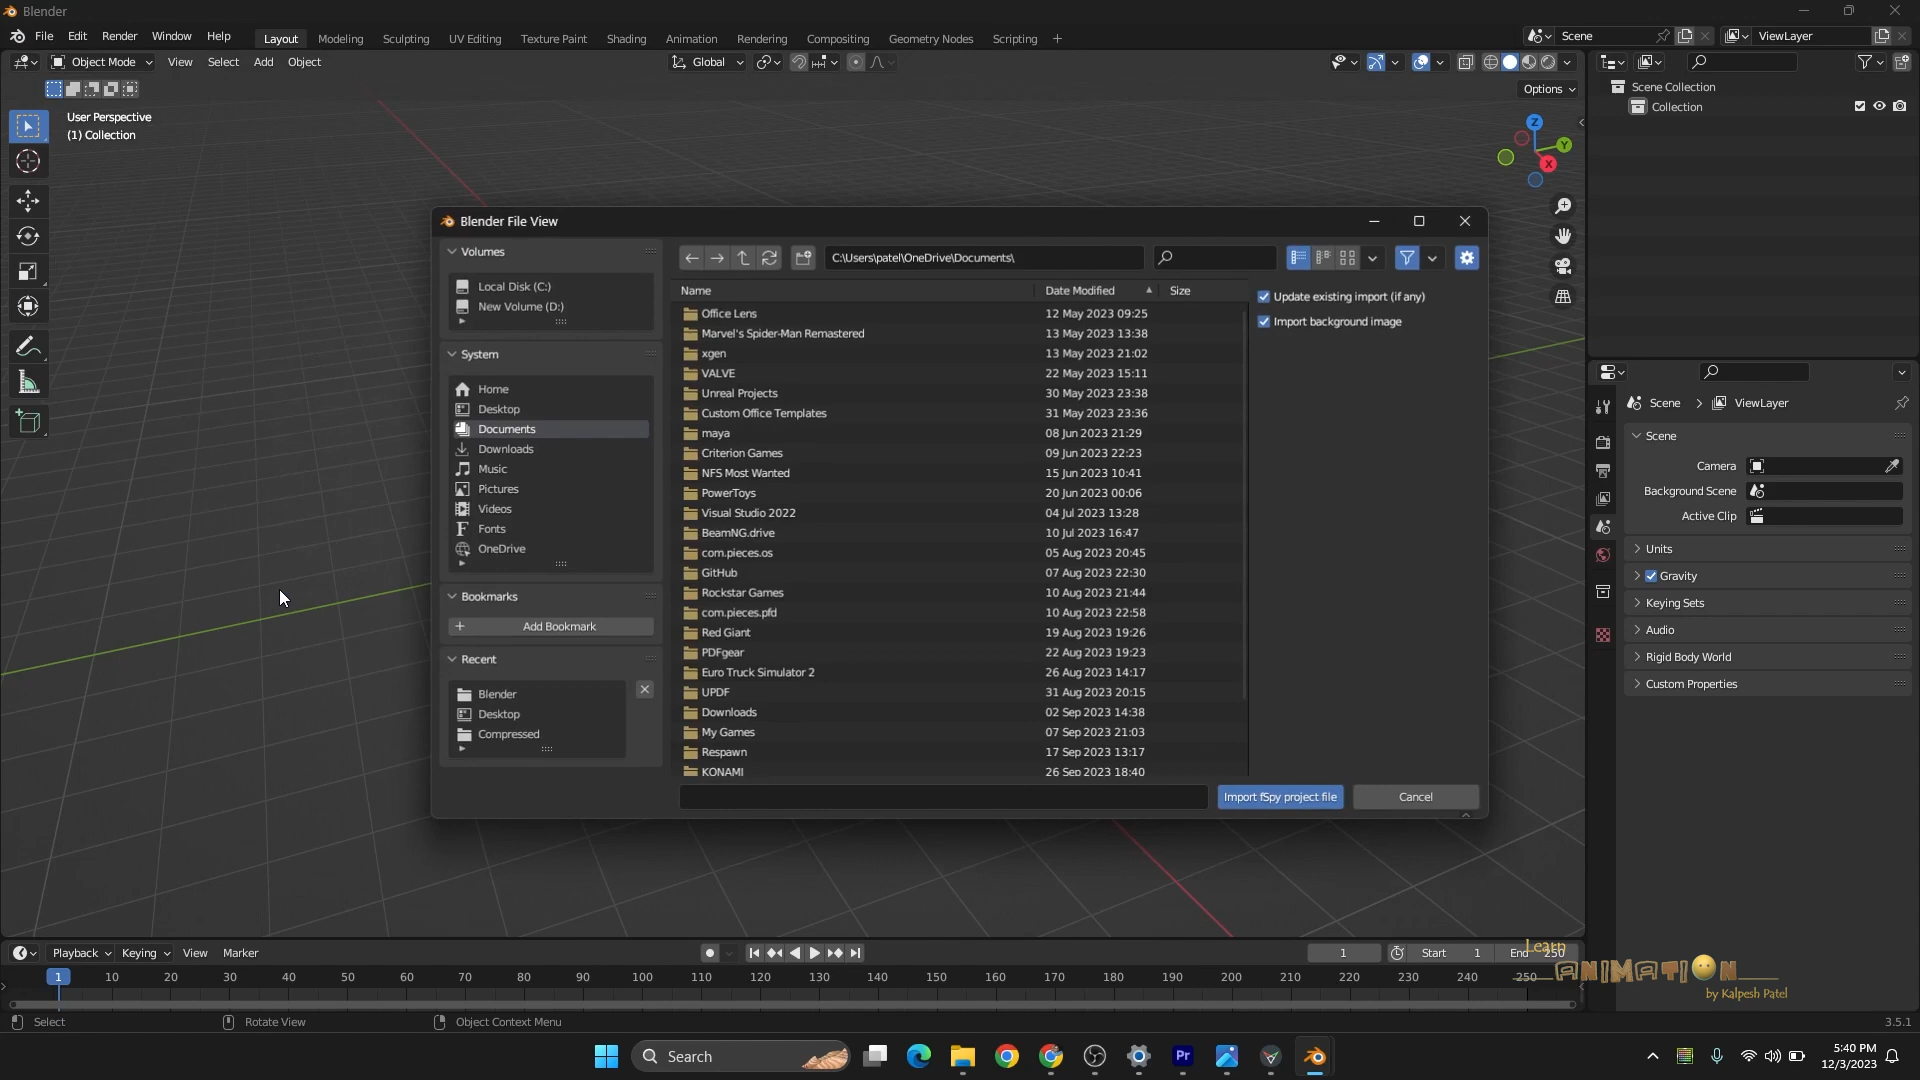 Blender
File Edit Render Window Help Layout Modeling Sculpting UV Editing Texture Paint Shading Animation Rendering Compositing Geometry Nodes Scripting + Scene ViewLayer
Object Mode View Select Add Object Global
Options
User Perspective
(1) Collection
Z
Y
X
Scene Collection
Collection
Blender File View
Volumes
Local Disk (C:)
New Volume (D:)
System
Home
Desktop
Documents
Downloads
Music
Pictures
Videos
Fonts
OneDrive
Bookmarks
Add Bookmark
Recent
Blender
Desktop
Compressed
C:\Users\patel\OneDrive\Documents\
Name Date Modified Size
Office Lens 12 May 2023 09:25
Marvel's Spider-Man Remastered 13 May 2023 13:38
xgen 13 May 2023 21:02
VALVE 22 May 2023 15:11
Unreal Projects 30 May 2023 23:38
Custom Office Templates 31 May 2023 23:36
maya 08 Jun 2023 21:29
Criterion Games 09 Jun 2023 22:23
NFS Most Wanted 15 Jun 2023 10:41
PowerToys 20 Jun 2023 00:06
Visual Studio 2022 04 Jul 2023 13:28
BeamNG.drive 10 Jul 2023 16:47
com.pieces.os 05 Aug 2023 20:45
GitHub 07 Aug 2023 22:30
Rockstar Games 10 Aug 2023 21:44
com.pieces.pfd 10 Aug 2023 22:58
Red Giant 19 Aug 2023 19:26
PDFgear 22 Aug 2023 19:23
Euro Truck Simulator 2 26 Aug 2023 14:17
UPDF 31 Aug 2023 20:15
Downloads 02 Sep 2023 14:38
My Games 07 Sep 2023 21:03
Respawn 17 Sep 2023 13:17
KONAMI 26 Sep 2023 18:40
Update existing import (if any)
Import background image
Import fSpy project file Cancel
Scene > ViewLayer
Scene
Camera
Background Scene
Active Clip
Units
Gravity
Keying Sets
Audio
Rigid Body World
Custom Properties
Playback Keying View Marker 1 Start 1 End 250
1 10 20 30 40 50 60 70 80 90 100 110 120 130 140 150 160 170 180 190 200 210 220 230 240 250
Learn
ANIMATION
by Kalpesh Patel
Select Rotate View Object Context Menu 3.5.1
Search
Pr
5:40 PM
12/3/2023